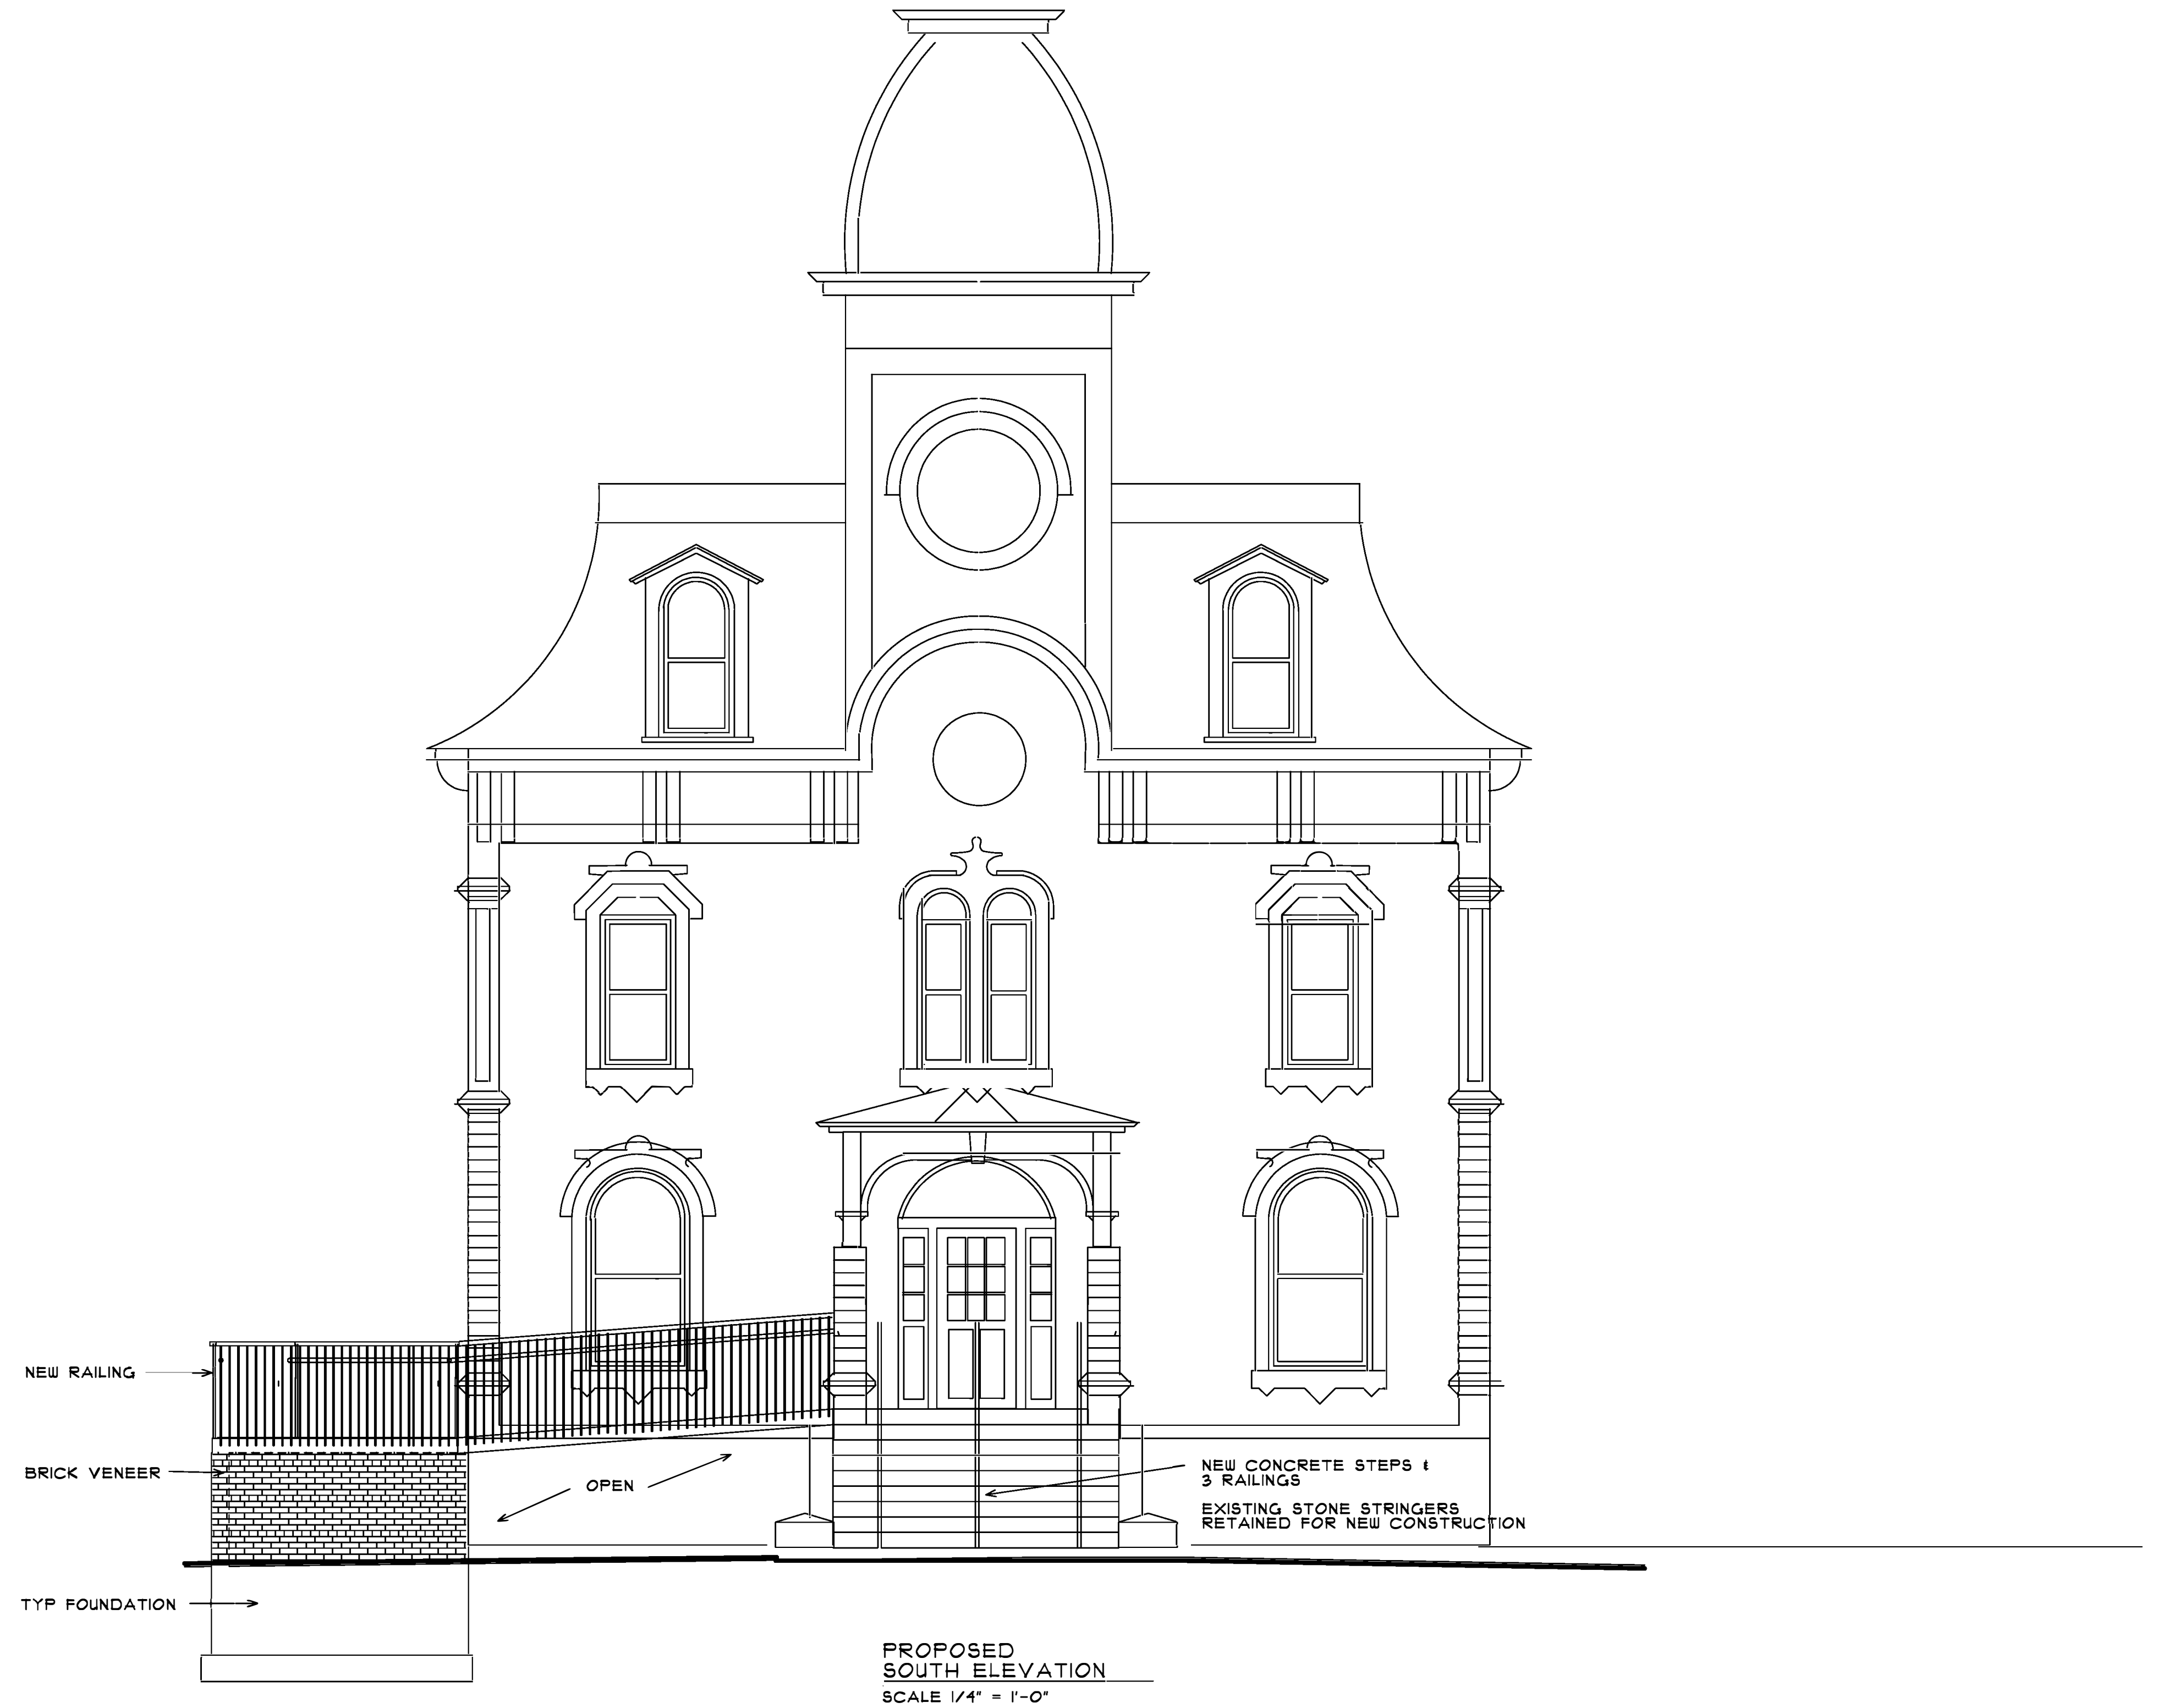 NEW RAILING
BRICK VENEER
OPEN
NEW CONCRETE STEPS &
3 RAILINGS
EXISTING STONE STRINGERS
RETAINED FOR NEW CONSTRUCTION
TYP FOUNDATION
PROPOSED
SOUTH ELEVATION
SCALE 1/4" = 1'-0"